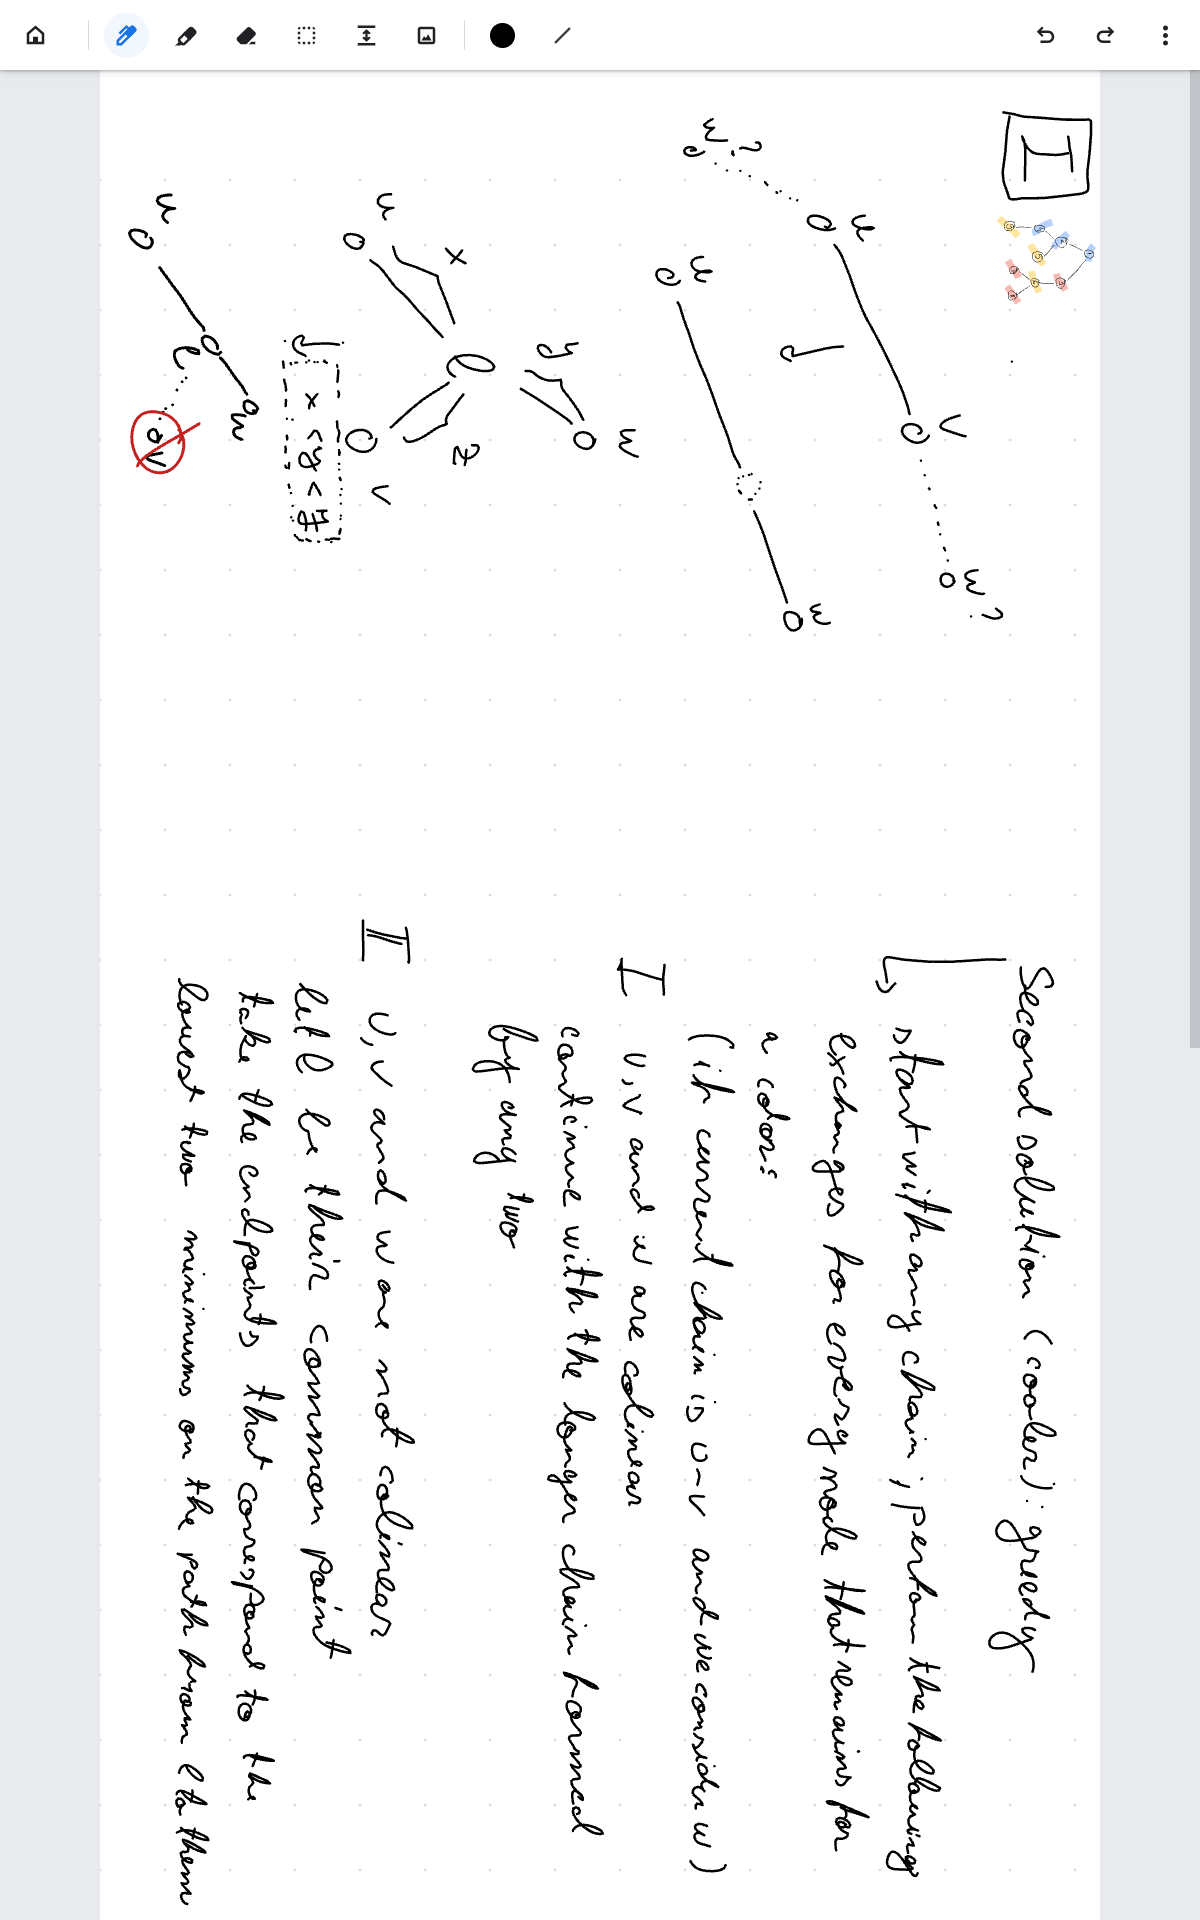 I
Second solution (cooler): greedy
start with any chain; perform the following
exchanges for every node that remains for
a color:
(if current chain is u-v and we consider w)
I u,v and w are colinear
continue with the longer chain formed
by any two
II u,v and w are not colinear
let l be their common point
take the endpoints that correspond to the
lowest two minimums on the path from l to them
w?
u
v
w?
u
w
u
x
y
w
l
z
v
x < y < z
u
l
w
v